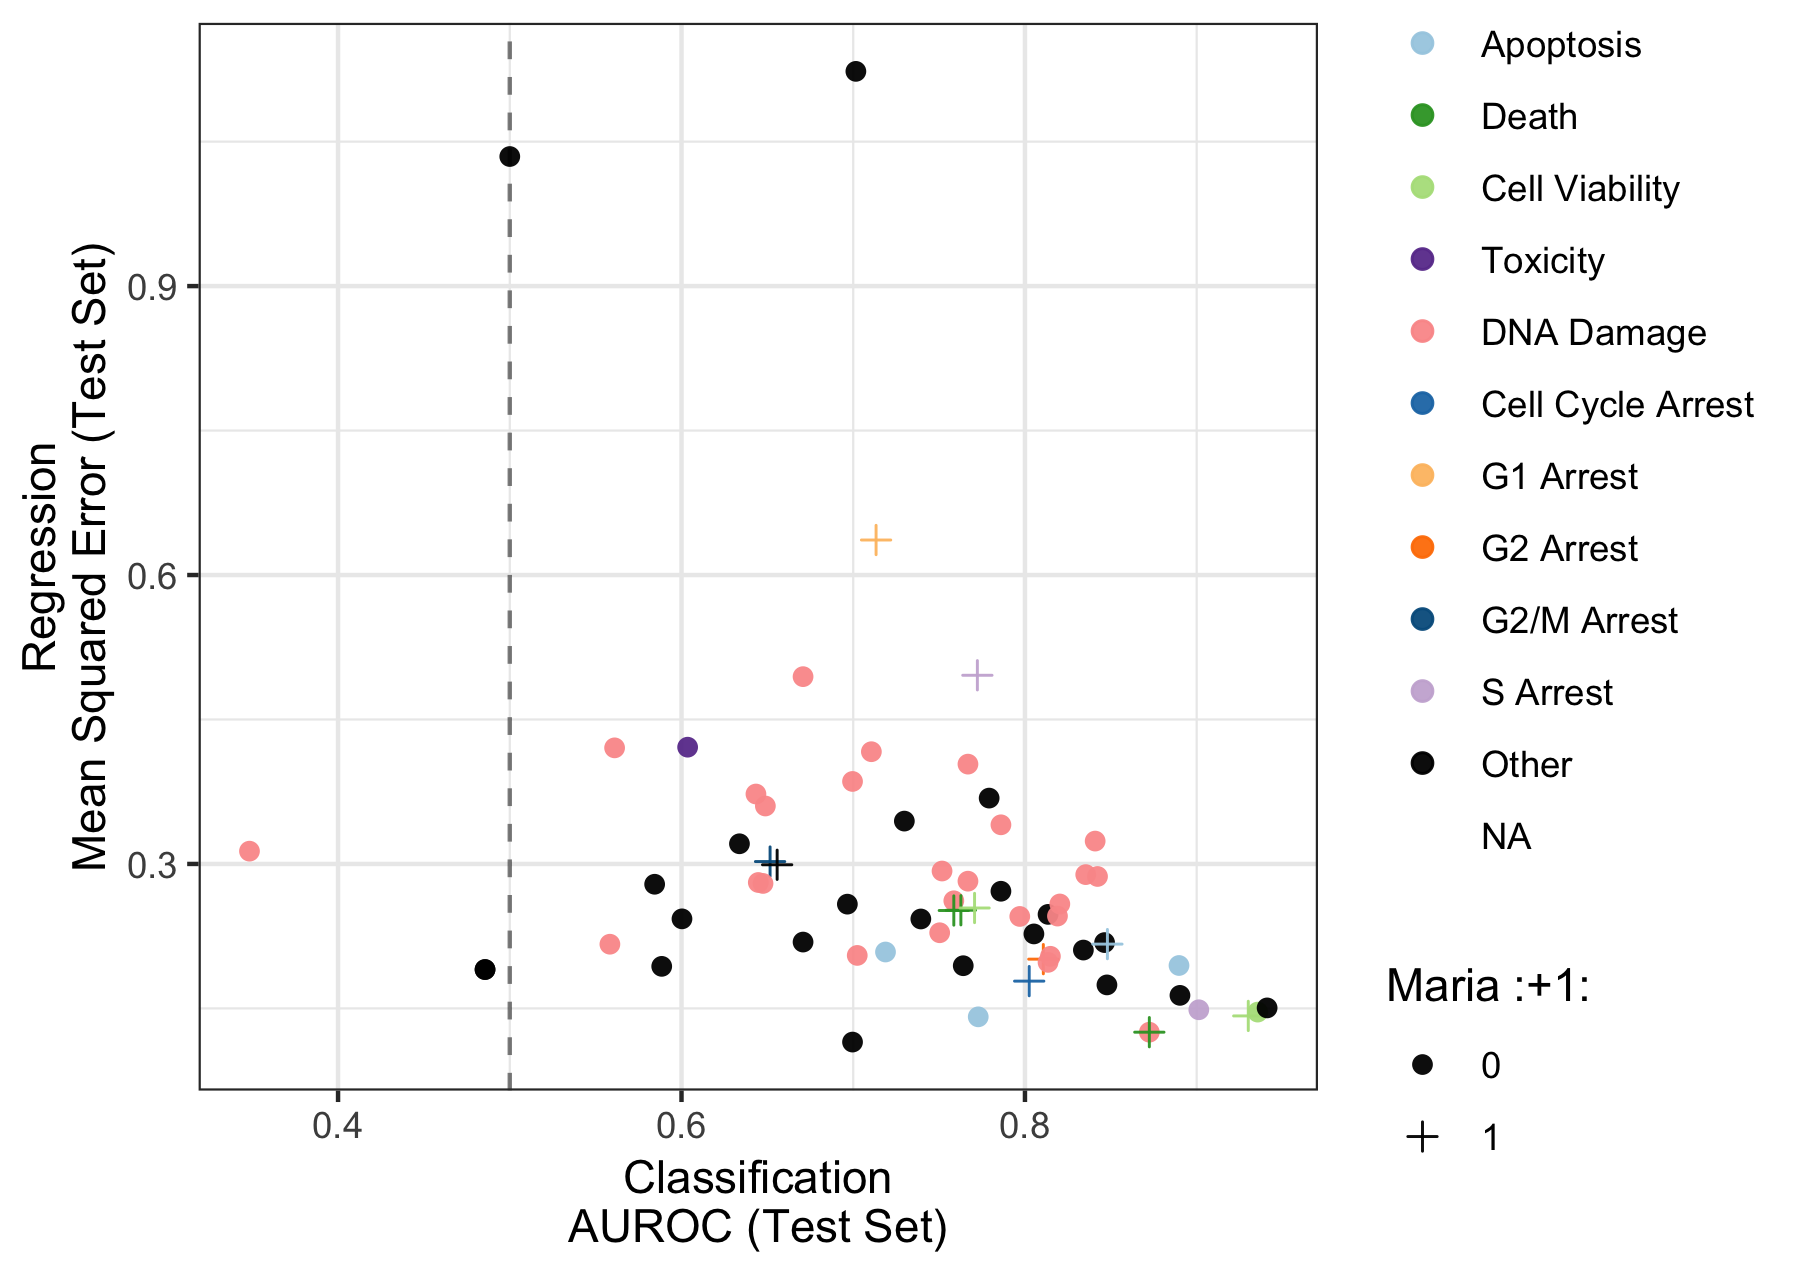 Regression
Mean Squared Error (Test Set)
0.9
0.6
0.3
0.4
0.6
0.8
Classification
AUROC (Test Set)
Apoptosis
Death
Cell Viability
Toxicity
DNA Damage
Cell Cycle Arrest
G1 Arrest
G2 Arrest
G2/M Arrest
S Arrest
Other
NA
Maria :+1:
0
1